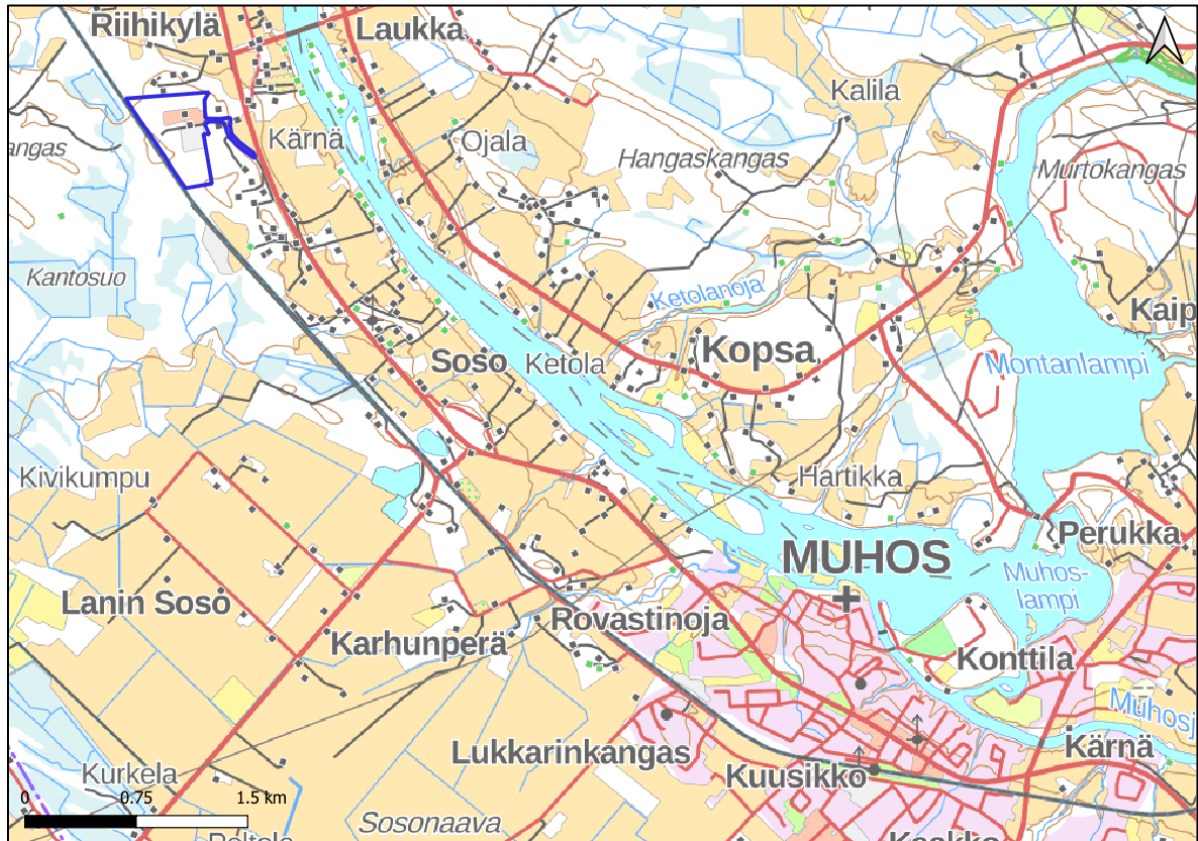 Riihikylä
Laukka
Kalila
Kärnä
Ojala
angas
Hangaskangas
Murtokangas
Kantosuo
Ketolanoja
Kaip
Kopsa
Soso
Ketola
Montanlampi
Kivikumpu
Hartikka
Perukka
MUHOS
Muhos-
lampi
Lanin Soso
Rovastinoja
Karhunperä
Konttila
Muhosj
Lukkarinkangas
Kärnä
Kurkela
Kuusikko
0 0.75 1.5 km
Sosonaava